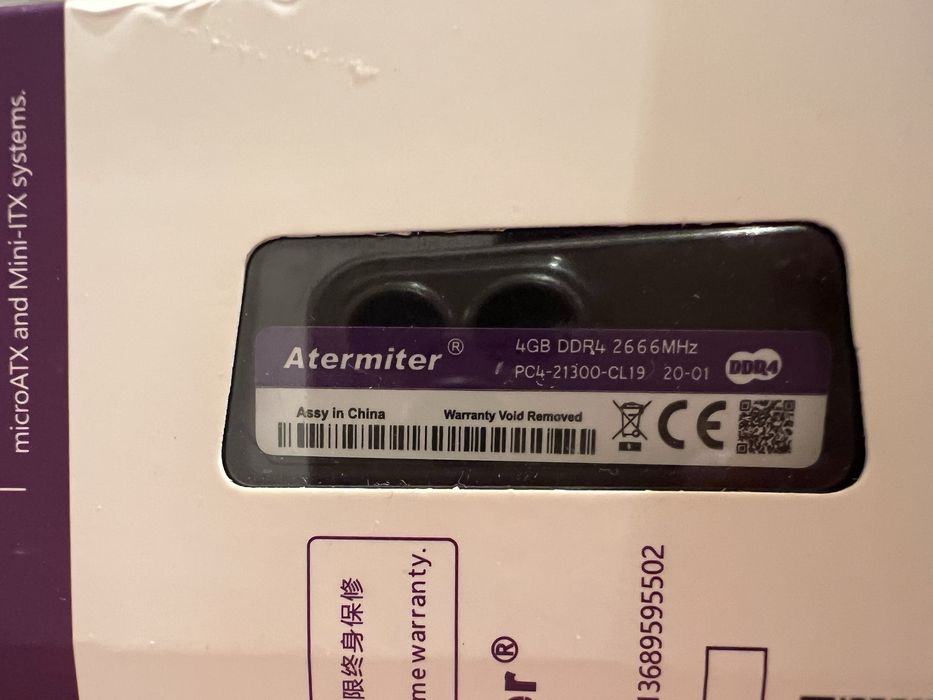 microATX and Mini-ITX systems.
Atermiter®
4GB DDR4 2666MHz
PC4-21300-CL19 20-01
DDR4
Assy in China
Warranty Void Removed
CE
限终身保修
me warranty.
er®
13689595502